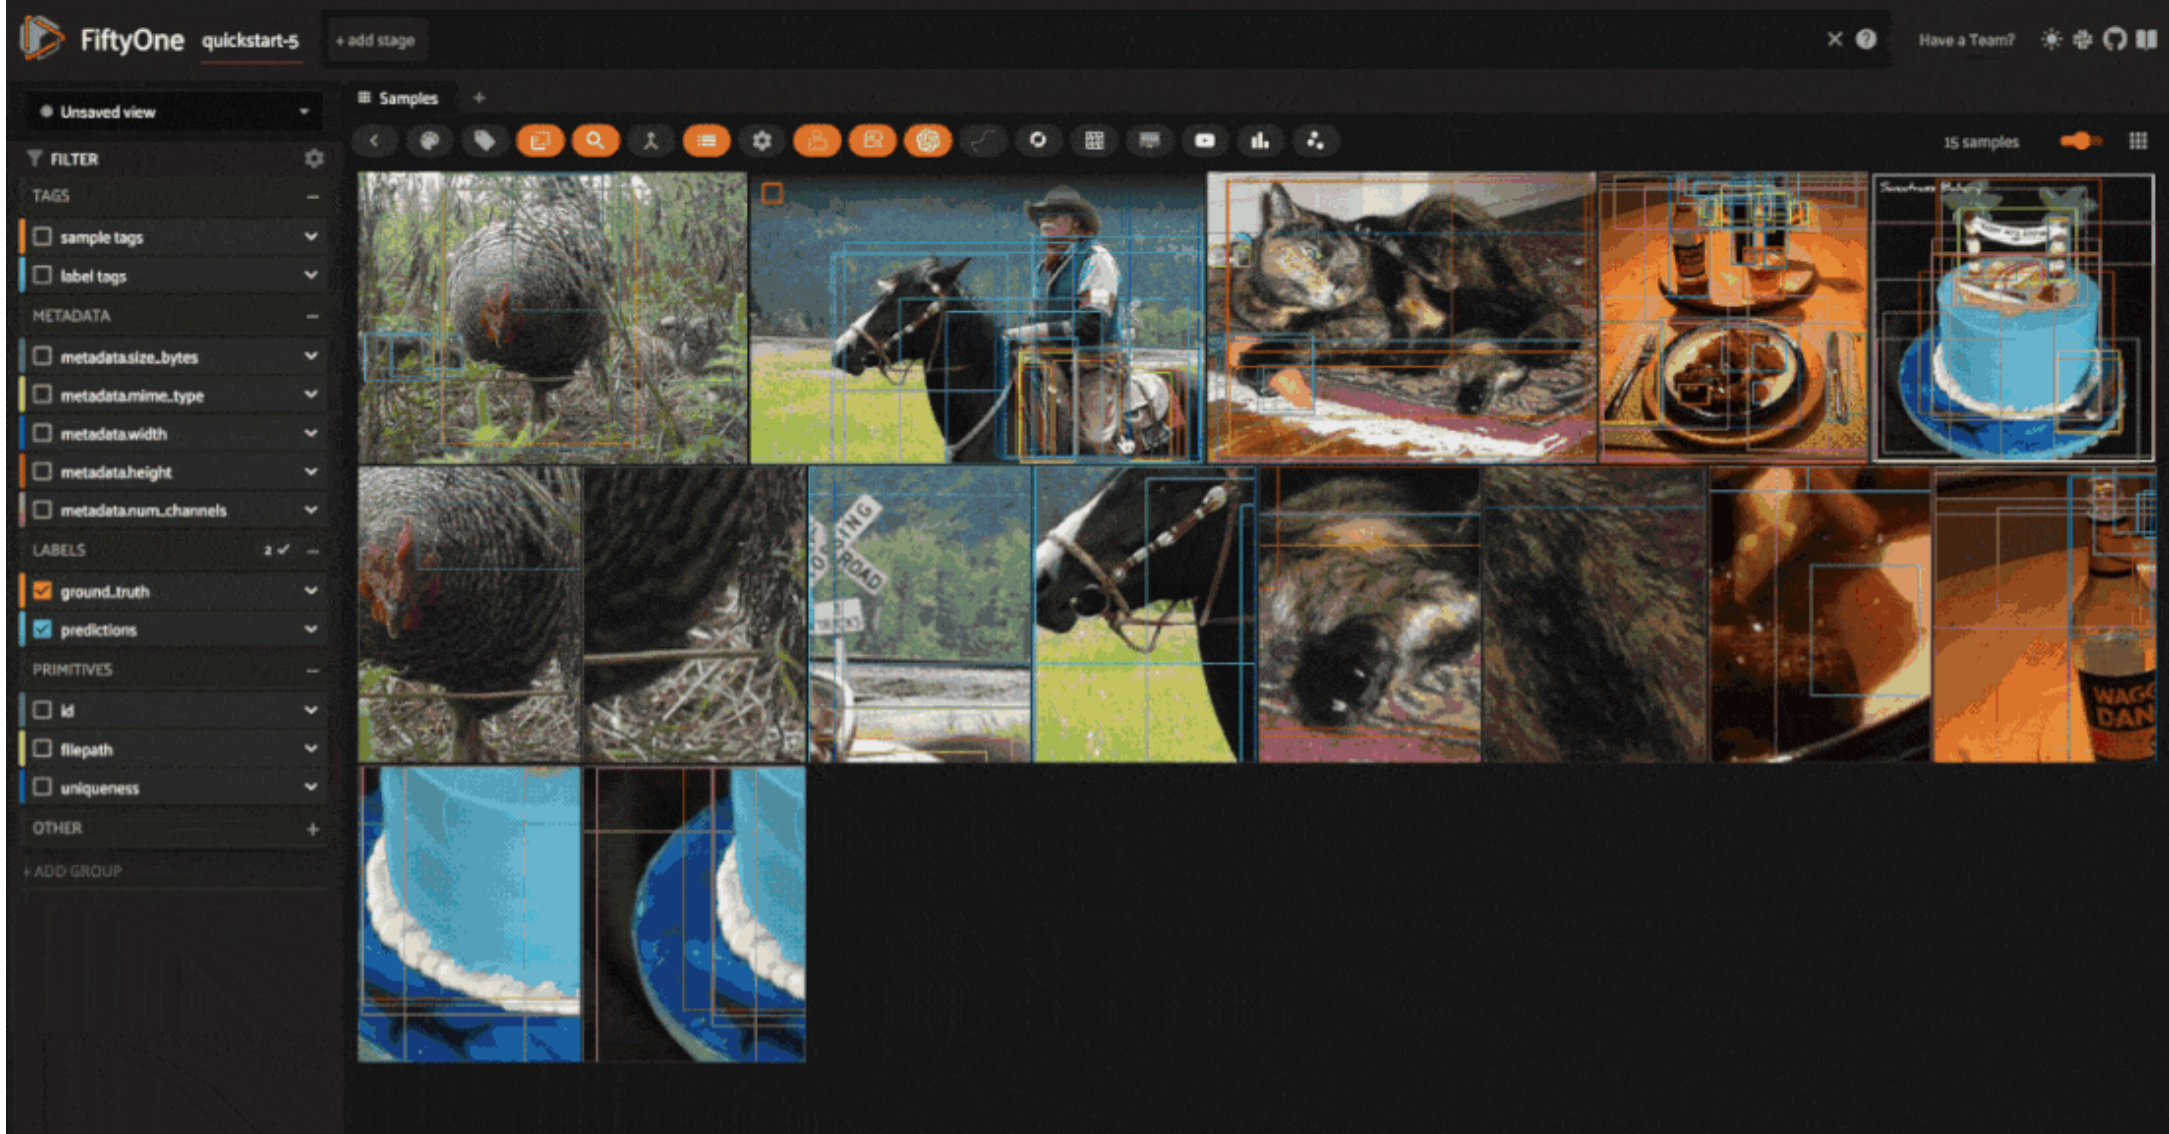 FiftyOne quickstart-5 + add stage Have a Team?
Unsaved view
Samples +
FILTER
15 samples
TAGS
sample tags
label tags
METADATA
metadata.size_bytes
metadata.mime_type
metadata.width
metadata.height
metadata.num_channels
LABELS 2
ground_truth
predictions
PRIMITIVES
id
filepath
uniqueness
OTHER
+ ADD GROUP
ROAD
WAGG
DAN